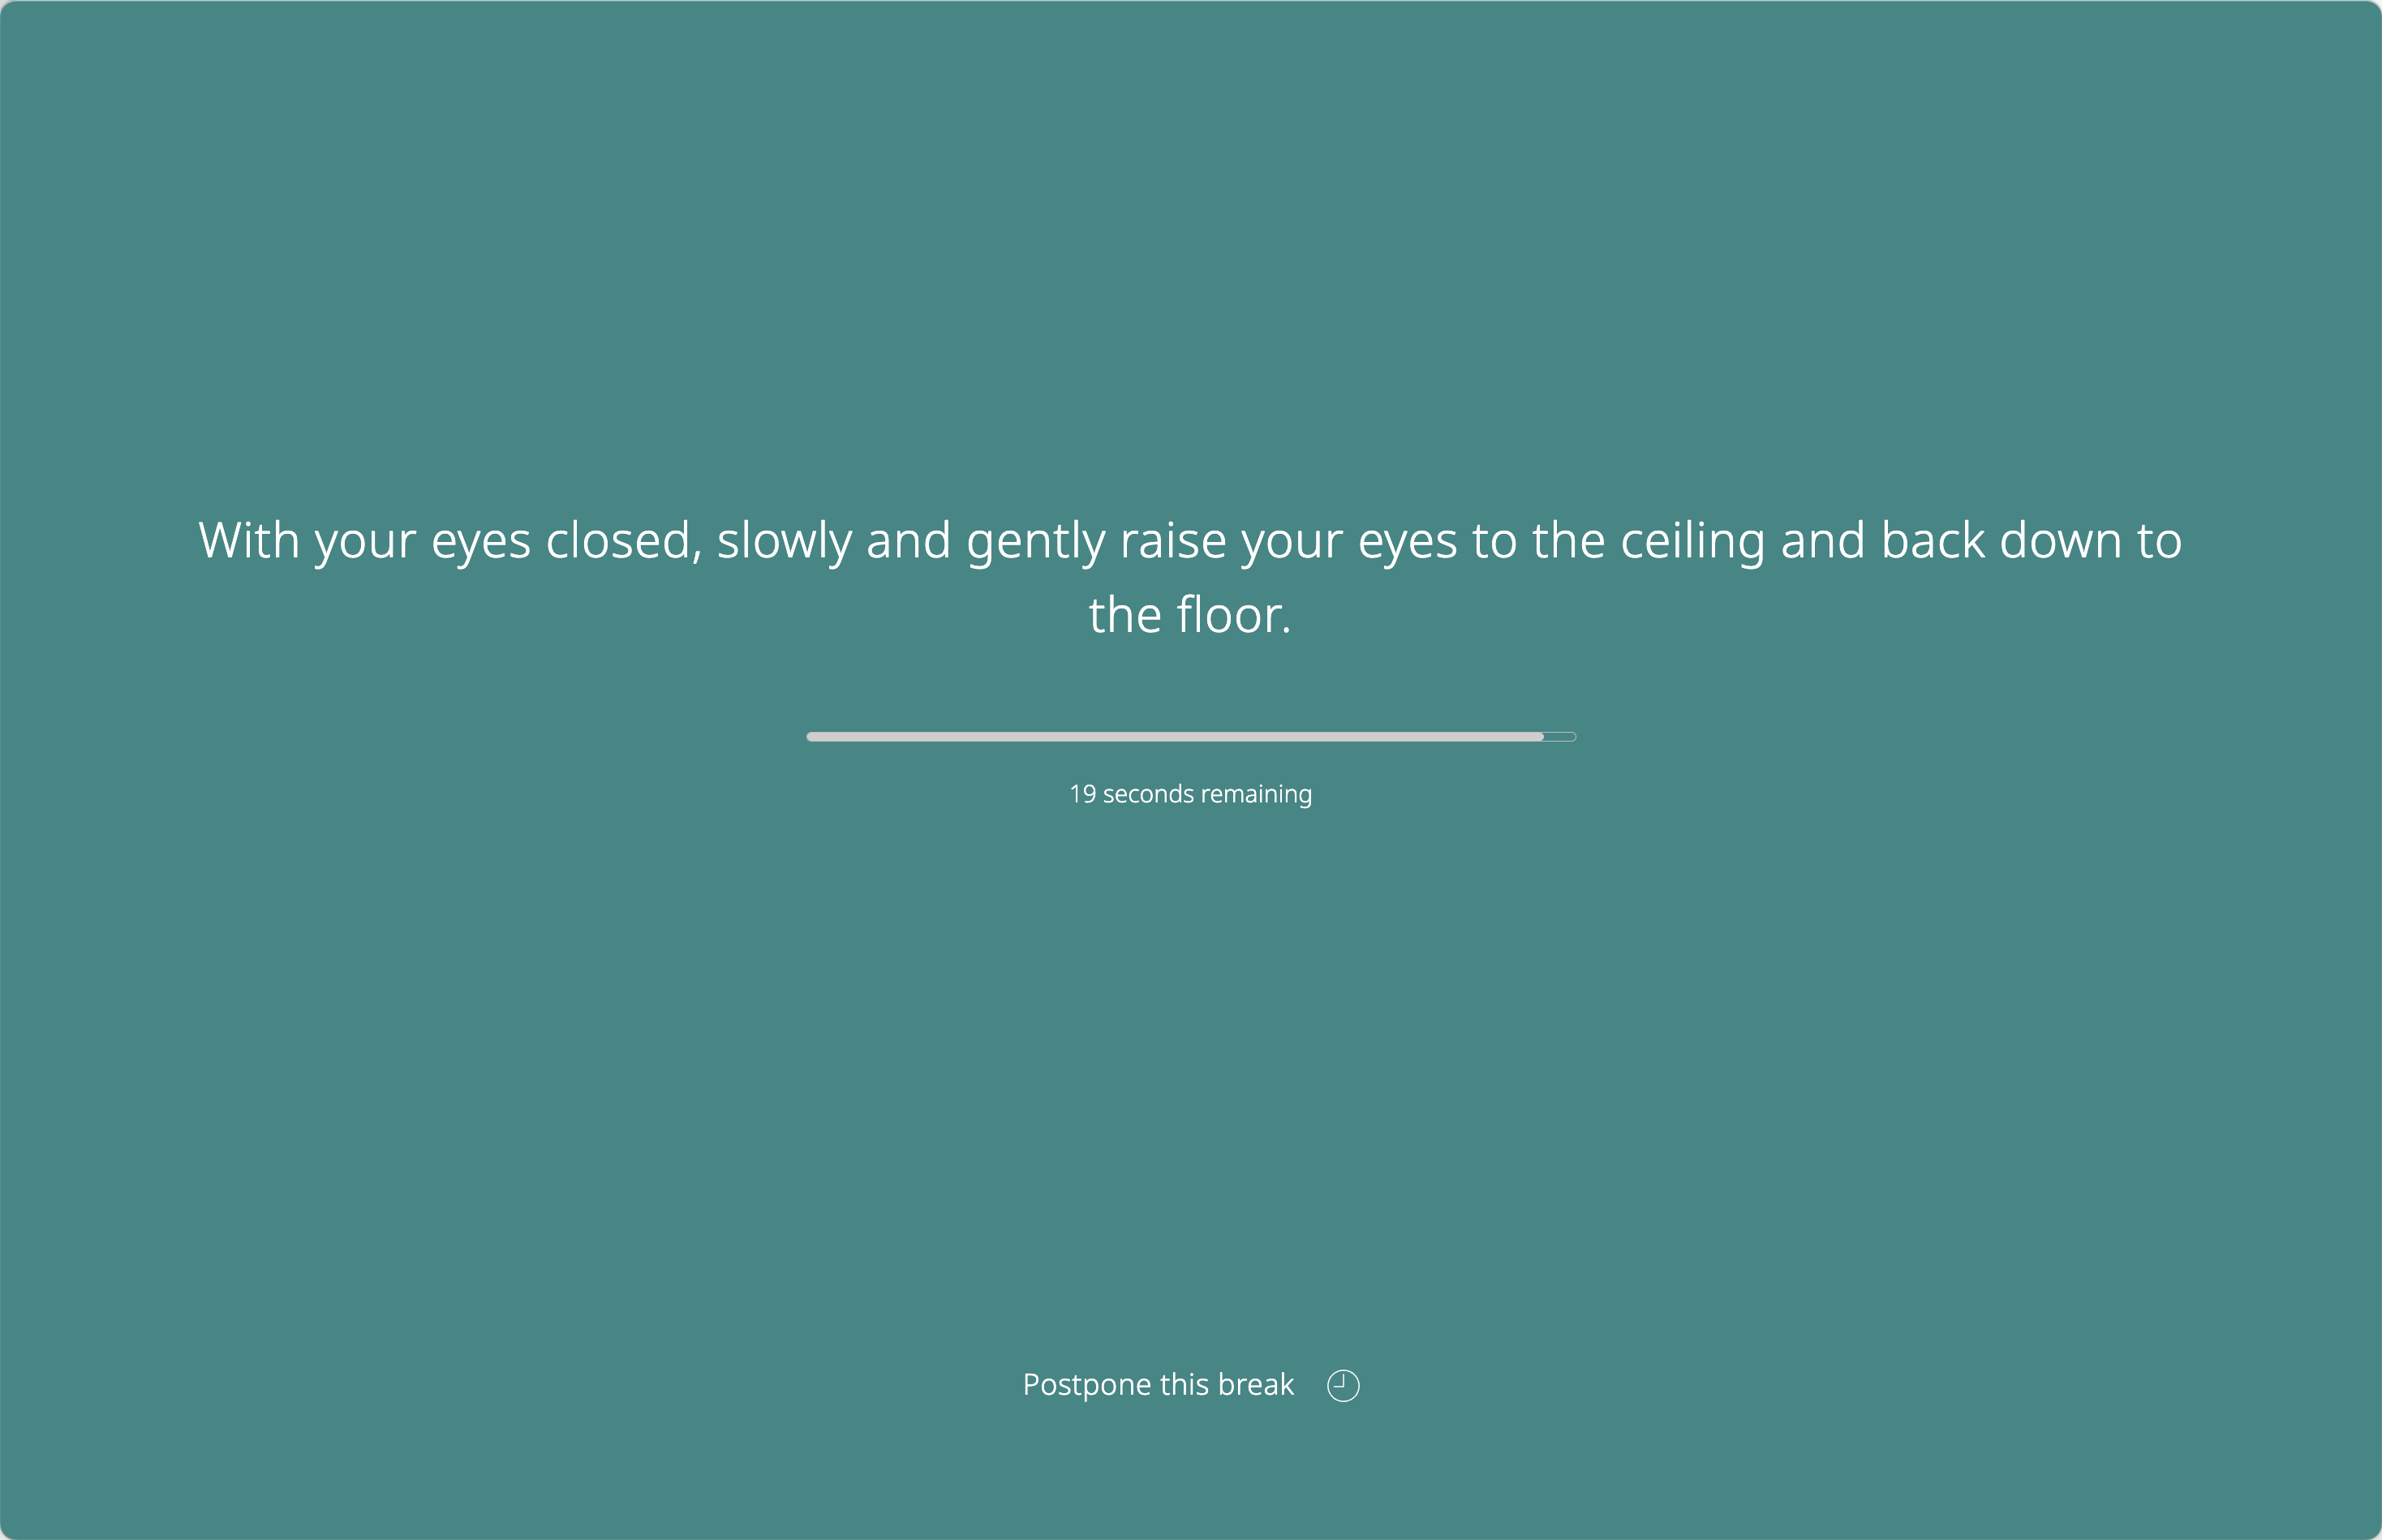 With your eyes closed, slowly and gently raise your eyes to the ceiling and back down to
the floor.
19 seconds remaining
Postpone this break